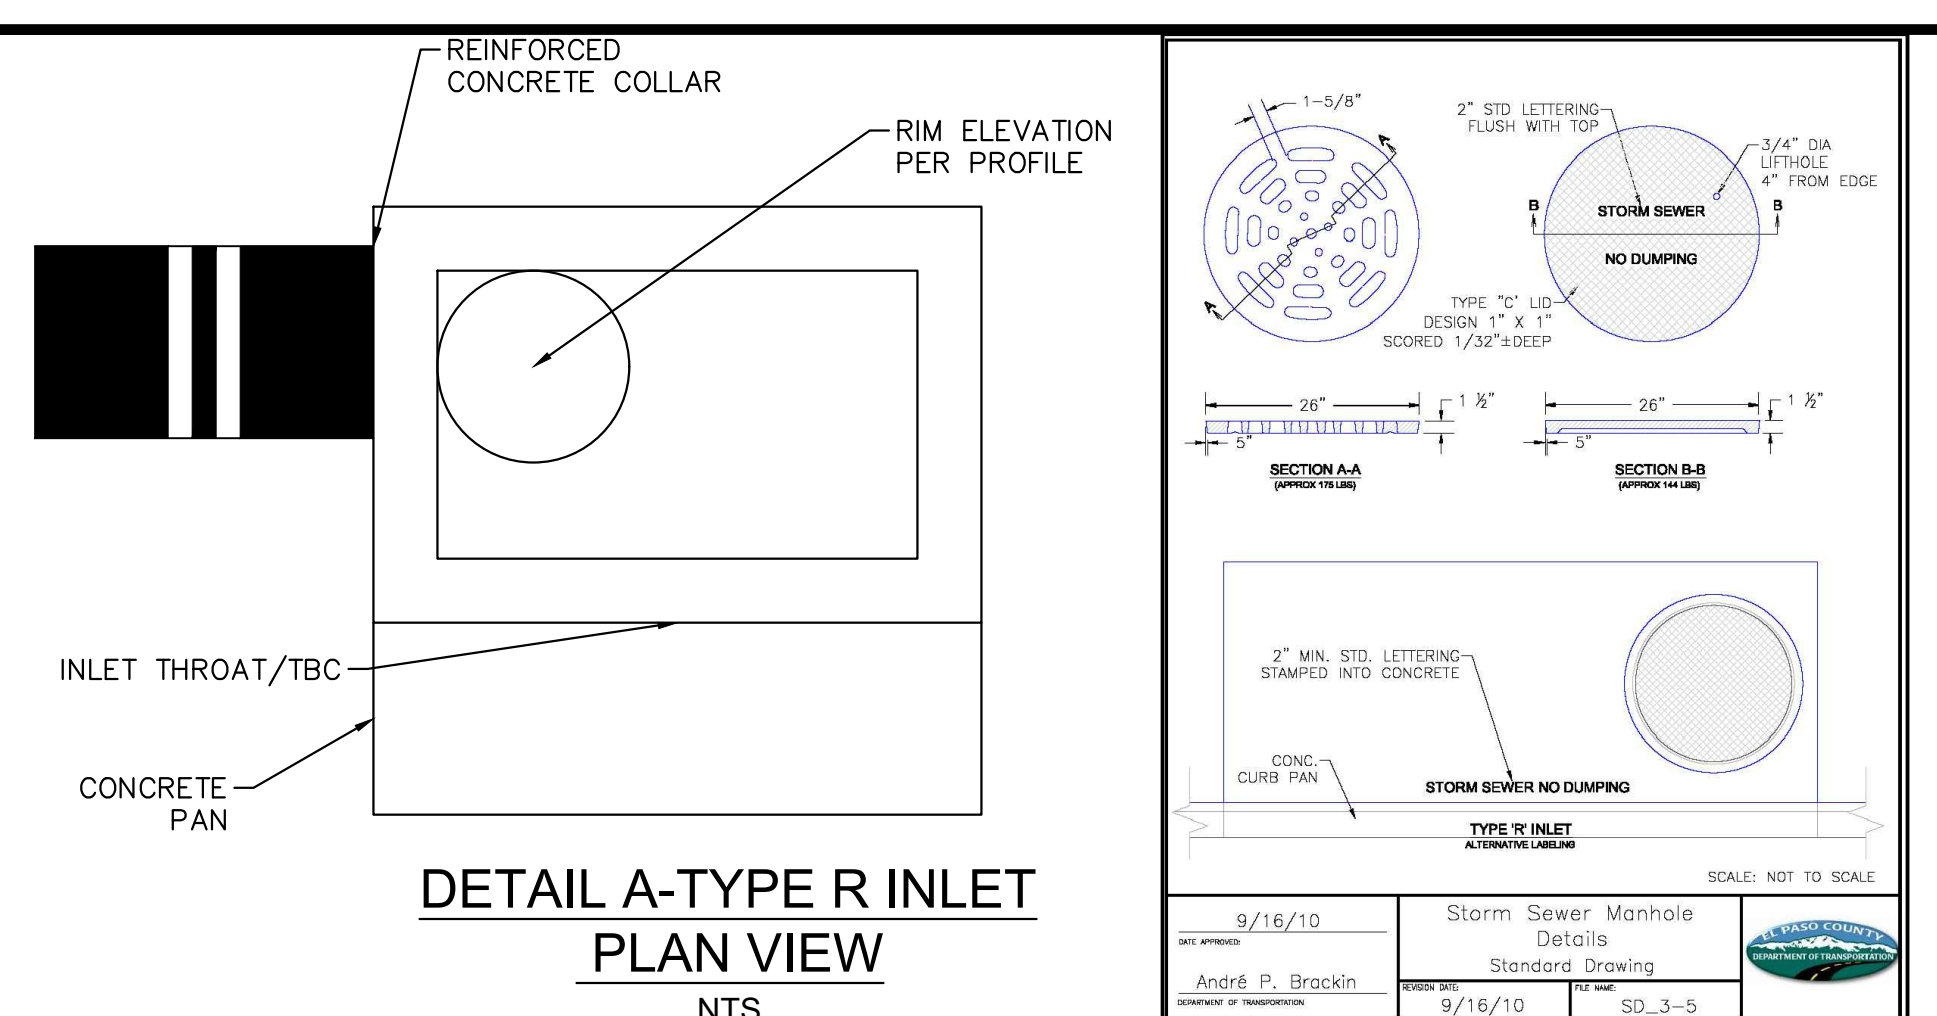 REINFORCED
CONCRETE COLLAR
RIM ELEVATION
PER PROFILE
INLET THROAT/TBC
CONCRETE
PAN
DETAIL A-TYPE R INLET
PLAN VIEW
NTS
1-5/8"
A
A
2" STD LETTERING
FLUSH WITH TOP
3/4" DIA
LIFTHOLE
4" FROM EDGE
B
B
STORM SEWER
NO DUMPING
TYPE "C' LID
DESIGN 1" X 1"
SCORED 1/32"±DEEP
26"
1 ½"
5"
SECTION A-A
(APPROX 175 LBS)
26"
1 ½"
5"
SECTION B-B
(APPROX 144 LBS)
2" MIN. STD. LETTERING
STAMPED INTO CONCRETE
CONC.
CURB PAN
STORM SEWER NO DUMPING
TYPE 'R' INLET
ALTERNATIVE LABELING
SCALE: NOT TO SCALE
9/16/10
DATE APPROVED:
André P. Brackin
DEPARTMENT OF TRANSPORTATION
Storm Sewer Manhole
Details
Standard Drawing
REVISION DATE:
9/16/10
FILE NAME:
SD_3-5
EL PASO COUNTY
DEPARTMENT OF TRANSPORTATION